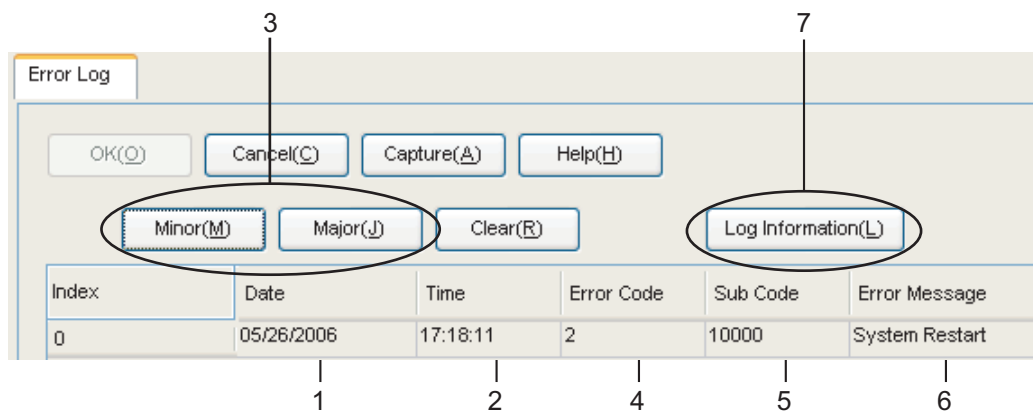 3 7
Error Log
OK(O) Cancel(C) Capture(A) Help(H)
Minor(M) Major(J) Clear(R) Log Information(L)
Index Date Time Error Code Sub Code Error Message
0 05/26/2006 17:18:11 2 10000 System Restart
1 2 4 5 6